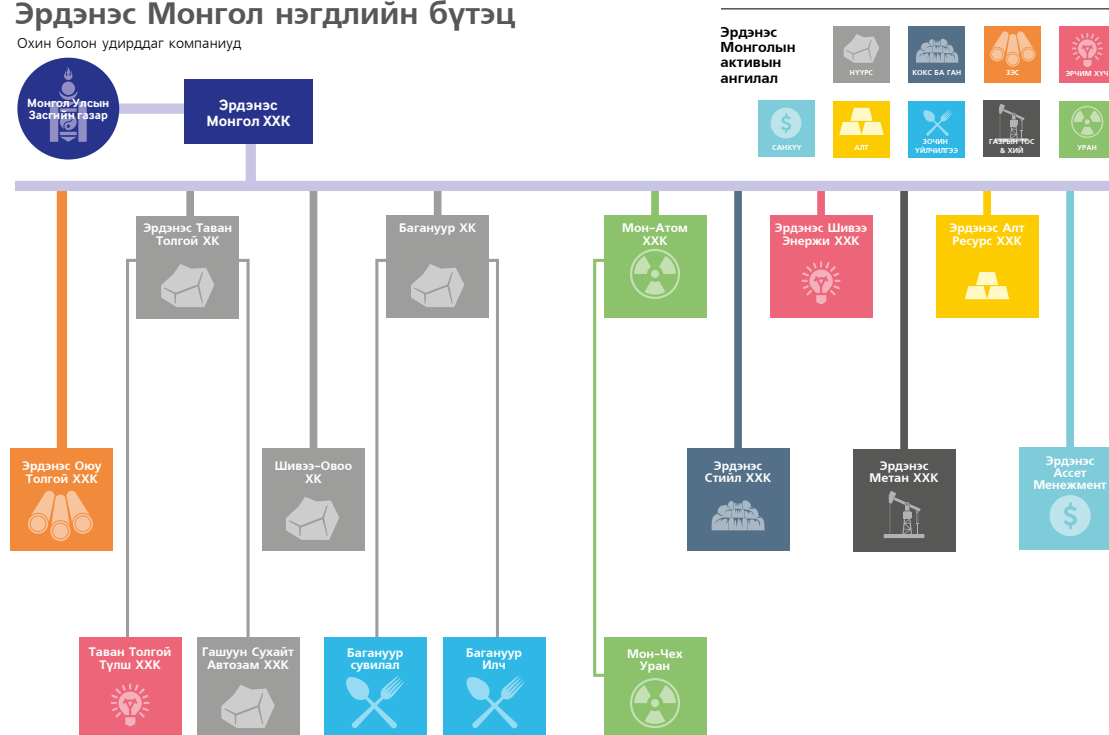 Эрдэнэс Монгол нэгдлийн бүтэц
Охин болон удирддаг компаниуд
Монгол Улсын
Засгийн газар
Эрдэнэс
Монгол ХХК
Эрдэнэс
Монголын
активын
ангилал
НҮҮРС
КОКС БА ГАН
ЗЭС
ЭРЧИМ ХҮЧ
САНХҮҮ
АЛТ
ЗОЧИН
ҮЙЛЧИЛГЭЭ
ГАЗРЫН ТОС
& ХИЙ
УРАН
Эрдэнэс Таван
Толгой ХК
Багануур ХК
Мон-Атом
ХХК
Эрдэнэс Шивээ
Энержи ХХК
Эрдэнэс Алт
Ресурс ХХК
Эрдэнэс Оюу
Толгой ХХК
Шивээ-Овоо
ХК
Эрдэнэс
Стийл ХХК
Эрдэнэс
Метан ХХК
Эрдэнэс
Ассет
Менежмент
Таван Толгой
Түлш ХХК
Гашуун Сухайт
Автозам ХХК
Багануур
сувилал
Багануур
Илч
Мон-Чех
Уран